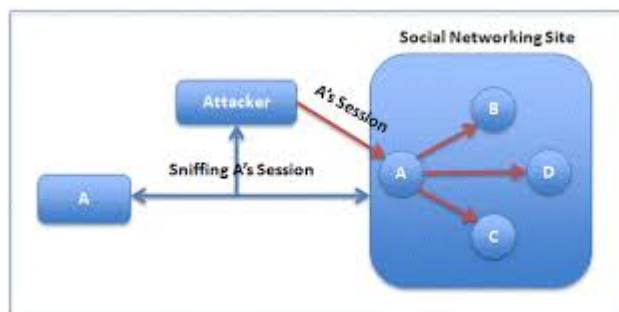 Social Networking Site
Attacker
A's Session
B
Sniffing A's Session
A
A
D
C